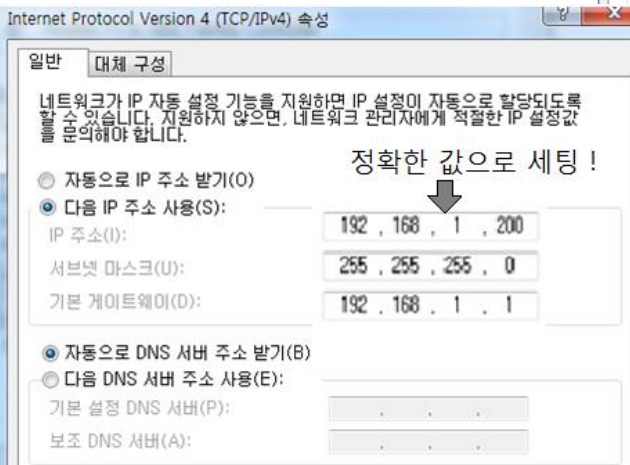 Internet Protocol Version 4 (TCP/IPv4) 속성
일반 대체 구성
네트워크가 IP 자동 설정 기능을 지원하면 IP 설정이 자동으로 할당되도록
할 수 있습니다. 지원하지 않으면, 네트워크 관리자에게 적절한 IP 설정값
을 문의해야 합니다.
정확한 값으로 세팅 !
자동으로 IP 주소 받기(O)
다음 IP 주소 사용(S):
IP 주소(I): 192 . 168 . 1 . 200
서브넷 마스크(U): 255 . 255 . 255 . 0
기본 게이트웨이(D): 192 . 168 . 1 . 1
자동으로 DNS 서버 주소 받기(B)
다음 DNS 서버 주소 사용(E):
기본 설정 DNS 서버(P): . . .
보조 DNS 서버(A): . . .